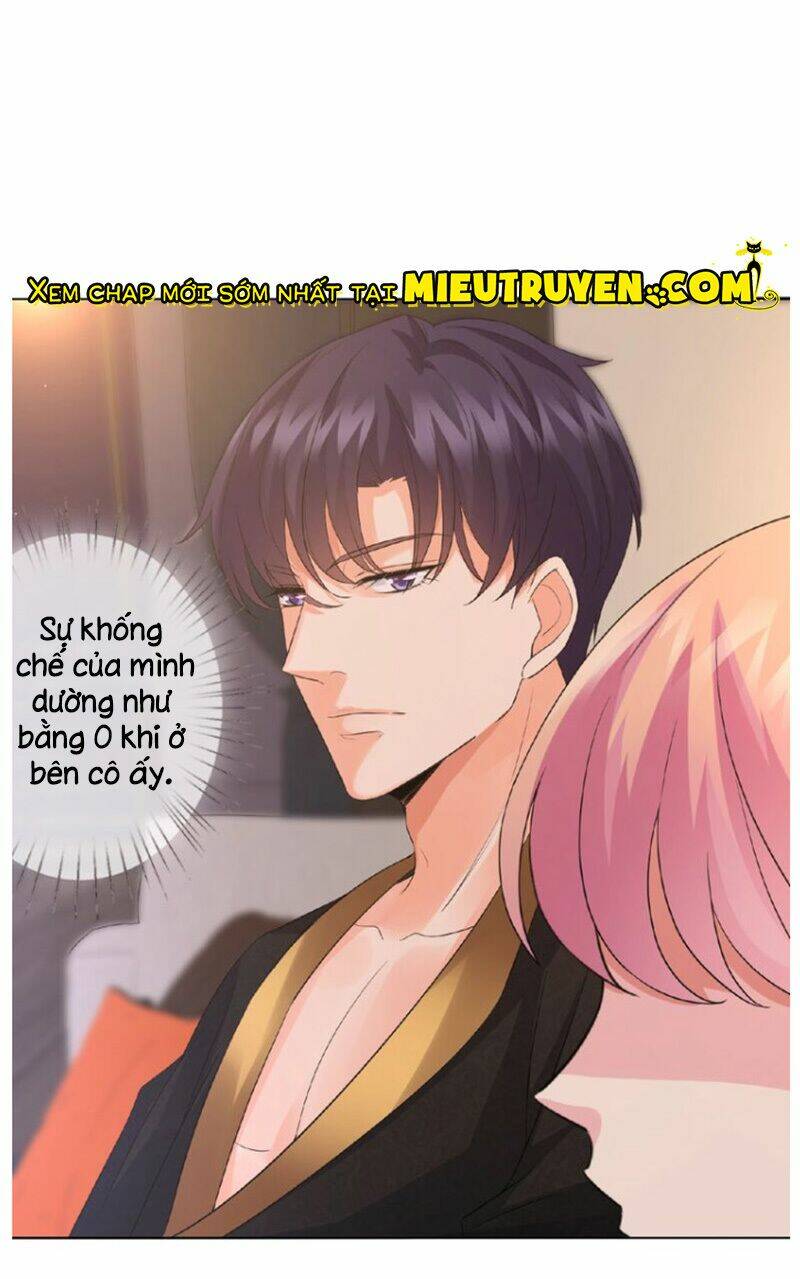 XEM CHAP MỚI SỚM NHẤT TẠI MIEUTRUYEN.COM
Sự khống
chế của mình
dường như
bằng 0 khi ở
bên cô ấy.